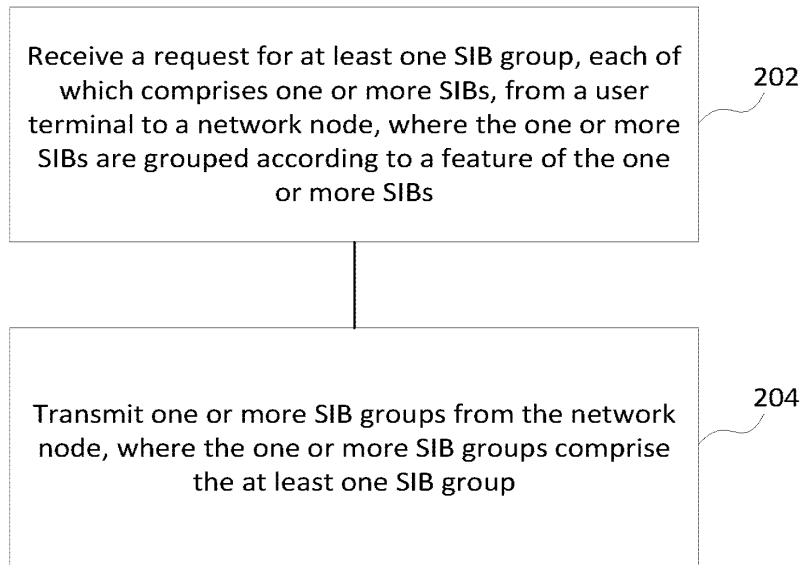 Receive a request for at least one SIB group, each of
which comprises one or more SIBs, from a user
terminal to a network node, where the one or more
SIBs are grouped according to a feature of the one
or more SIBs
202
Transmit one or more SIB groups from the network
node, where the one or more SIB groups comprise
the at least one SIB group
204